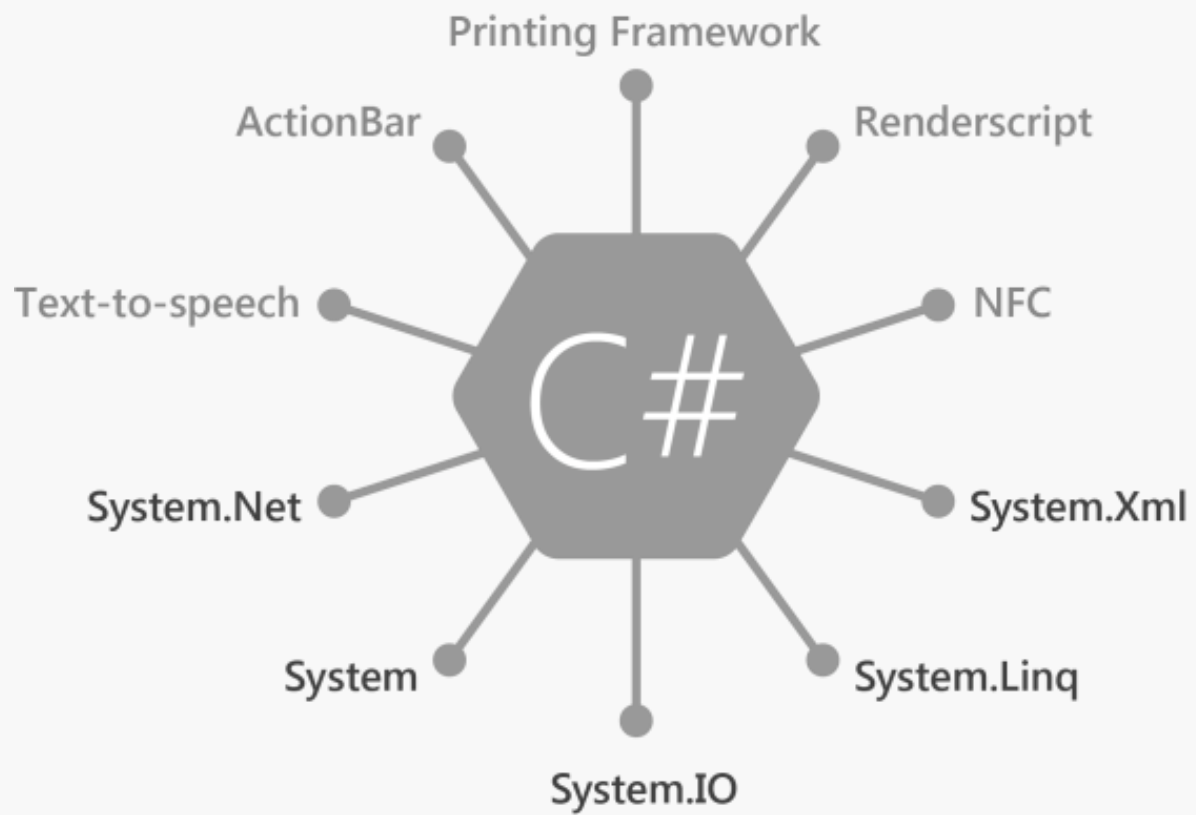 Printing Framework
ActionBar
Renderscript
Text-to-speech
NFC
C#
System.Net
System.Xml
System
System.Linq
System.IO